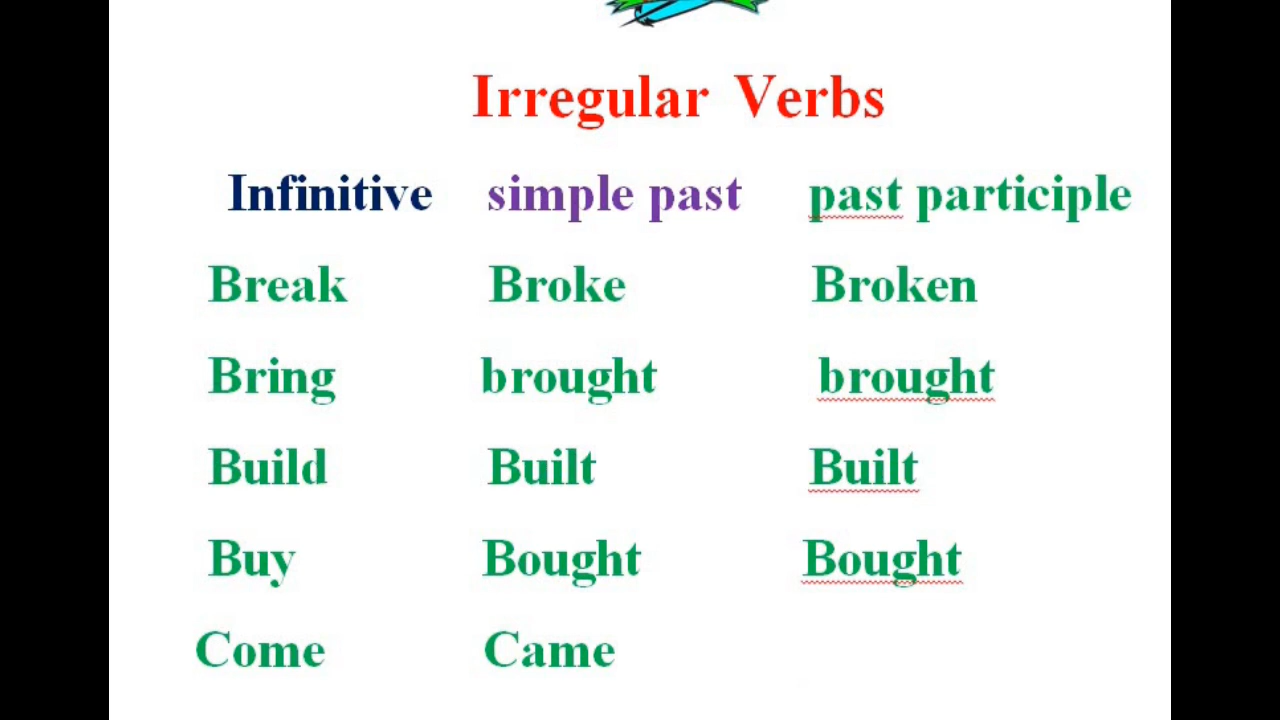 Irregular Verbs
Infinitive simple past past participle
Break Broke Broken
Bring brought brought
Build Built Built
Buy Bought Bought
Come Came